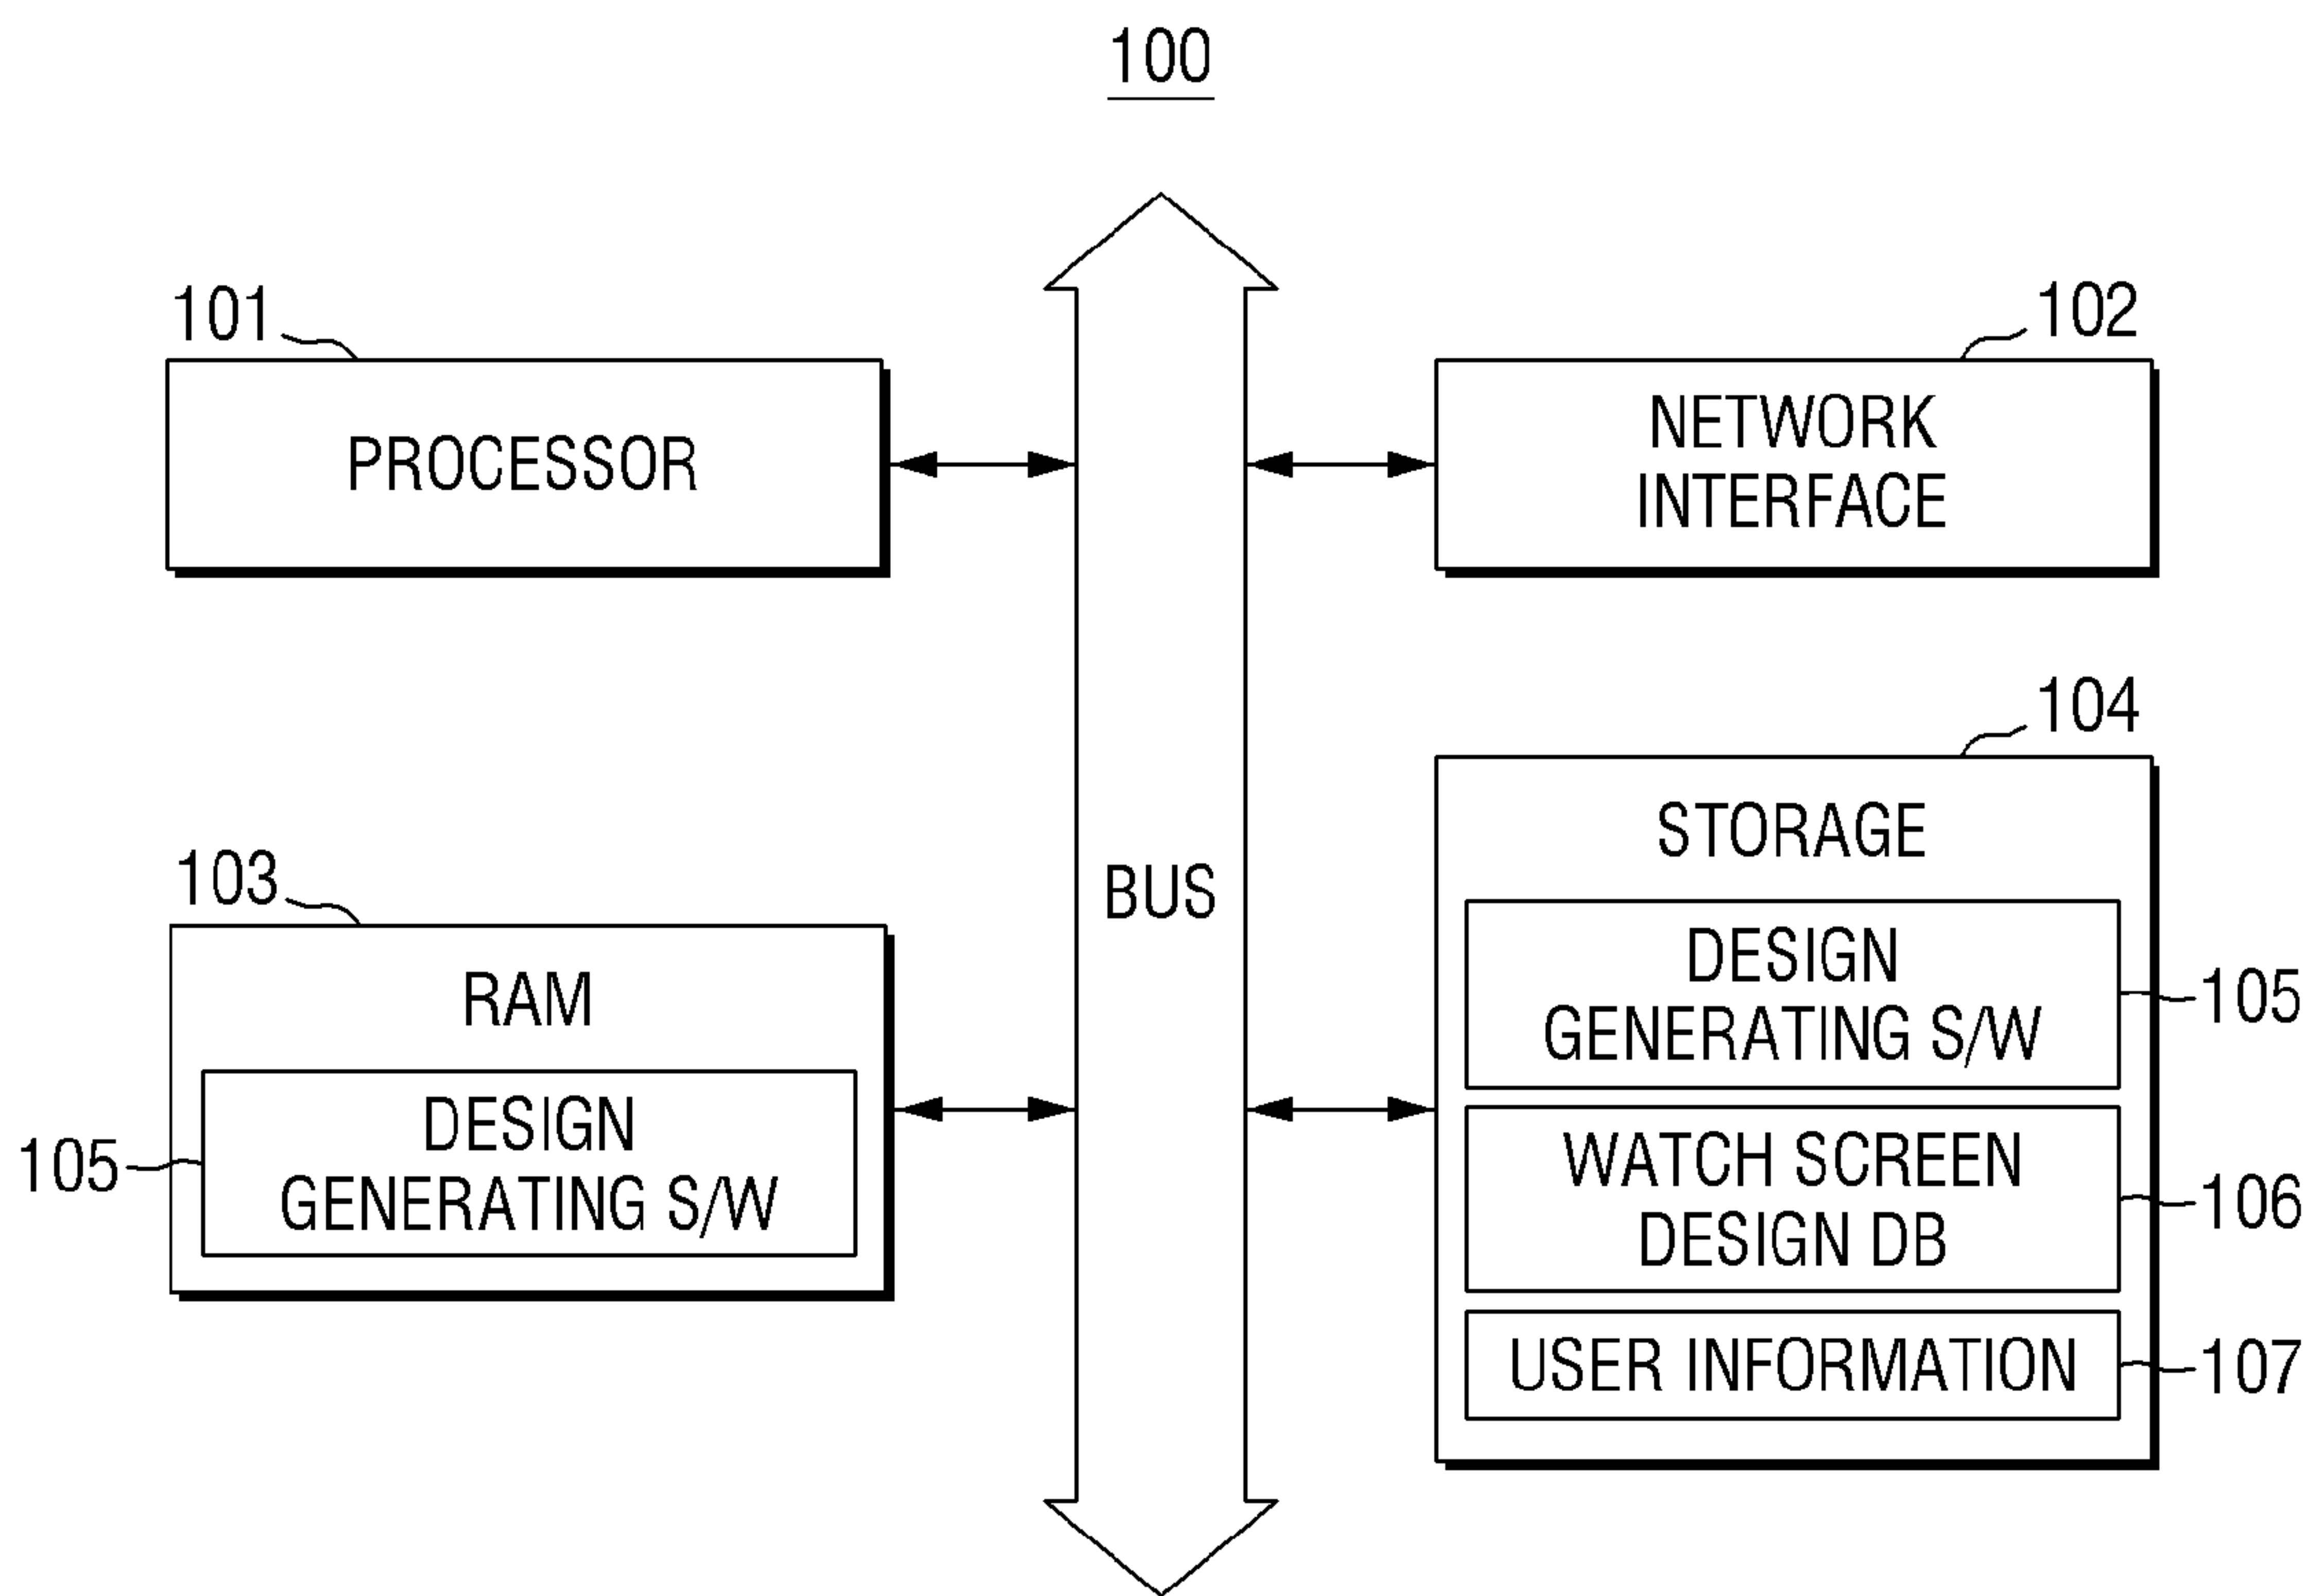 100
101
PROCESSOR
102
NETWORK
INTERFACE
103
RAM
105
DESIGN
GENERATING S/W
BUS
104
STORAGE
DESIGN
GENERATING S/W
105
WATCH SCREEN
DESIGN DB
106
USER INFORMATION
107